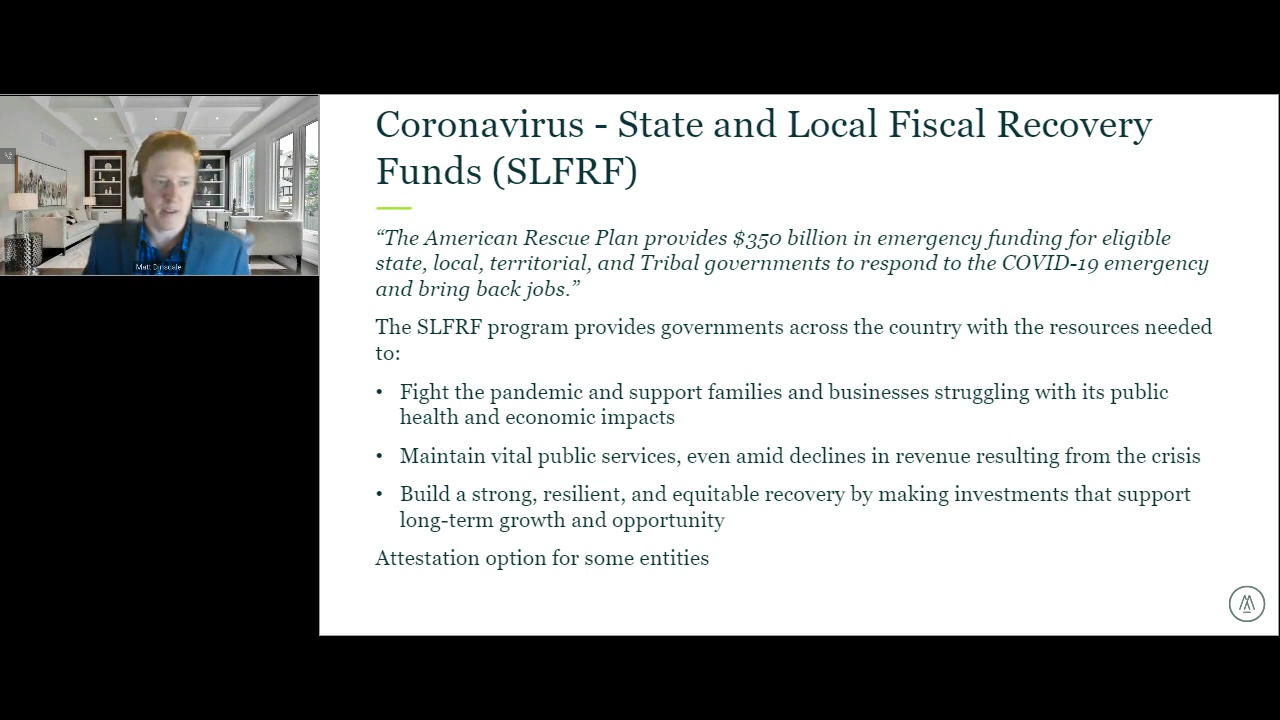 Coronavirus - State and Local Fiscal Recovery
Funds (SLFRF)
“The American Rescue Plan provides $350 billion in emergency funding for eligible
state, local, territorial, and Tribal governments to respond to the COVID-19 emergency
and bring back jobs.”
The SLFRF program provides governments across the country with the resources needed
to:
• Fight the pandemic and support families and businesses struggling with its public
health and economic impacts
• Maintain vital public services, even amid declines in revenue resulting from the crisis
• Build a strong, resilient, and equitable recovery by making investments that support
long-term growth and opportunity
Attestation option for some entities
Matt Dinsdale